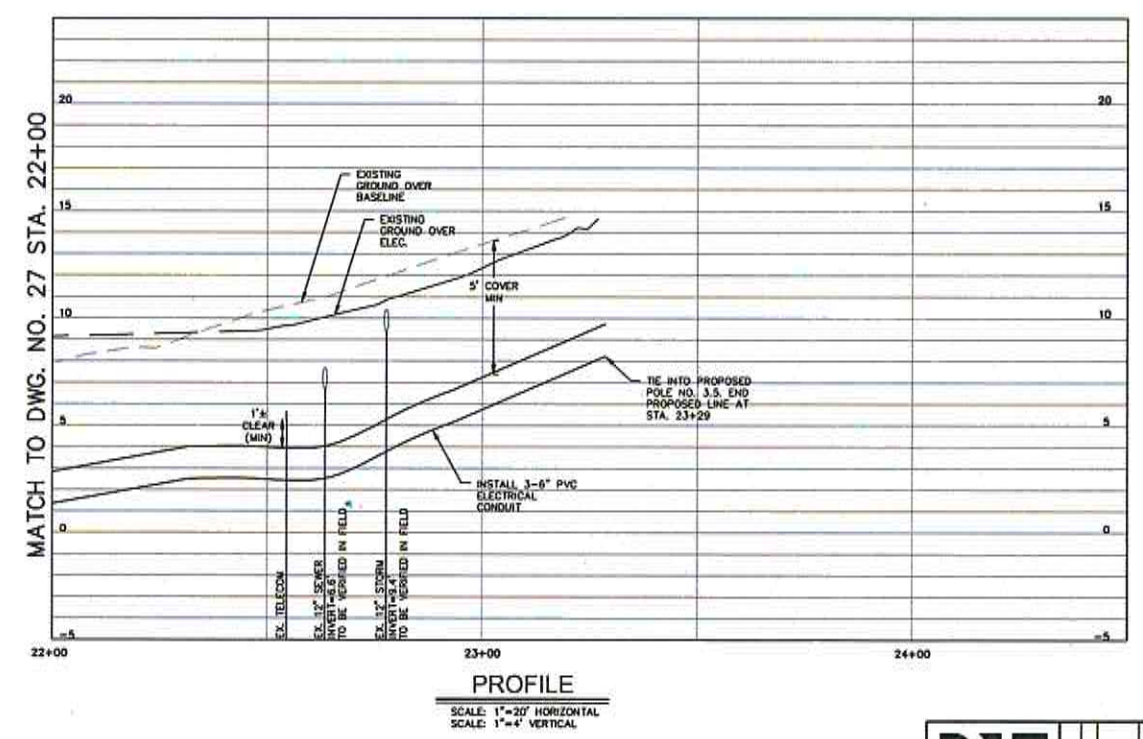 MATCH TO DWG. NO. 27 STA. 22+00
20
20
EXISTING
GROUND OVER
BASELINE
15
15
EXISTING
GROUND OVER
ELEC.
5' COVER
MIN
10
10
TIE INTO PROPOSED
POLE NO. 3.5. END
PROPOSED LINE AT
STA. 23+29
1'±
CLEAR
(MIN)
5
5
INSTALL 3-6" PVC
ELECTRICAL
CONDUIT
0
0
EX. TELECOM
EX. 12" SEWER
INVERT=6.6'
TO BE VERIFIED IN FIELD*
EX. 12" STORM
INVERT=9.4'
TO BE VERIFIED IN FIELD
-5
-5
22+00
23+00
24+00
PROFILE
SCALE: 1"=20' HORIZONTAL
SCALE: 1"=4' VERTICAL